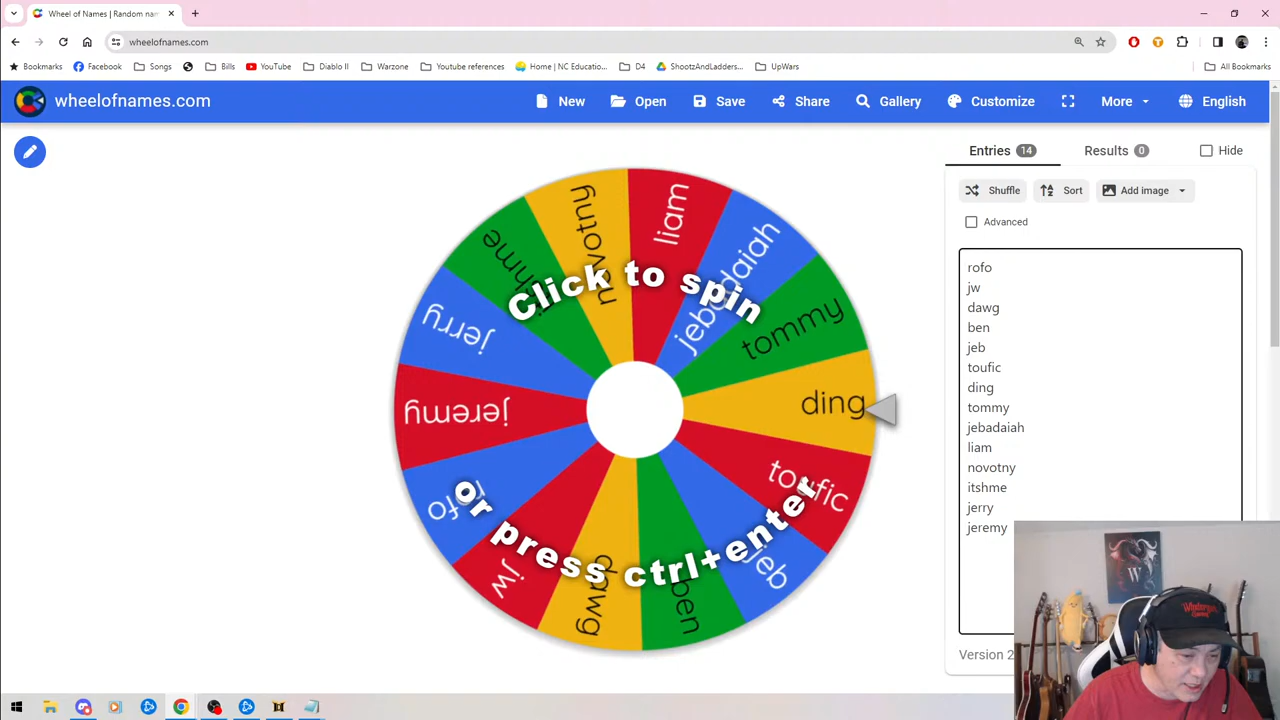 Wheel of Names | Random nam
wheelofnames.com
Bookmarks Facebook Songs Bills YouTube Diablo II Warzone Youtube references Home | NC Educatio... D4 ShootzAndLadders... UpWars All Bookmarks
wheelofnames.com New Open Save Share Gallery Customize More English
Entries 14 Results 0 Hide
Shuffle Sort Add image
Advanced
rofo
jw
dawg
ben
jeb
toufic
ding
tommy
jebadaiah
liam
novotny
itshme
jerry
jeremy
Version 2
Click to spin
or press ctrl+enter
liam
jebadaiah
tommy
ding
toufic
jeb
ben
dawg
jw
rofo
jeremy
jerry
itshme
novotny
W